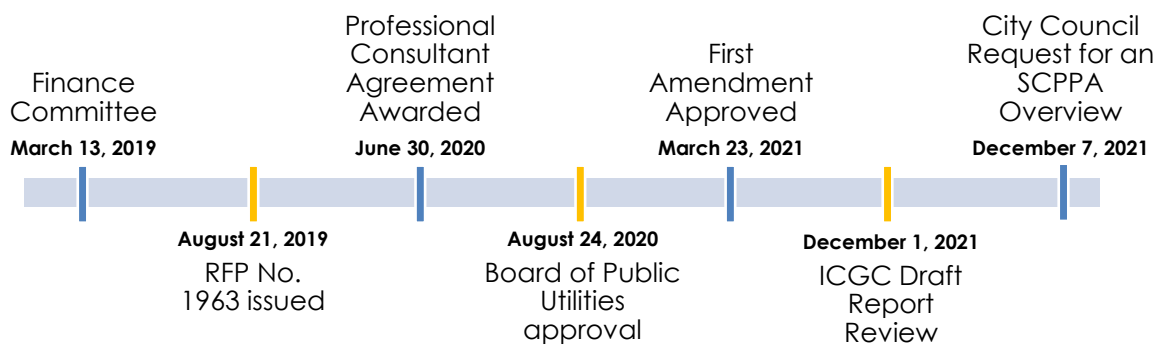 Finance
Committee
March 13, 2019
August 21, 2019
RFP No.
1963 issued
Professional
Consultant
Agreement
Awarded
June 30, 2020
August 24, 2020
Board of Public
Utilities
approval
First
Amendment
Approved
March 23, 2021
December 1, 2021
ICGC Draft
Report
Review
City Council
Request for an
SCPPA
Overview
December 7, 2021